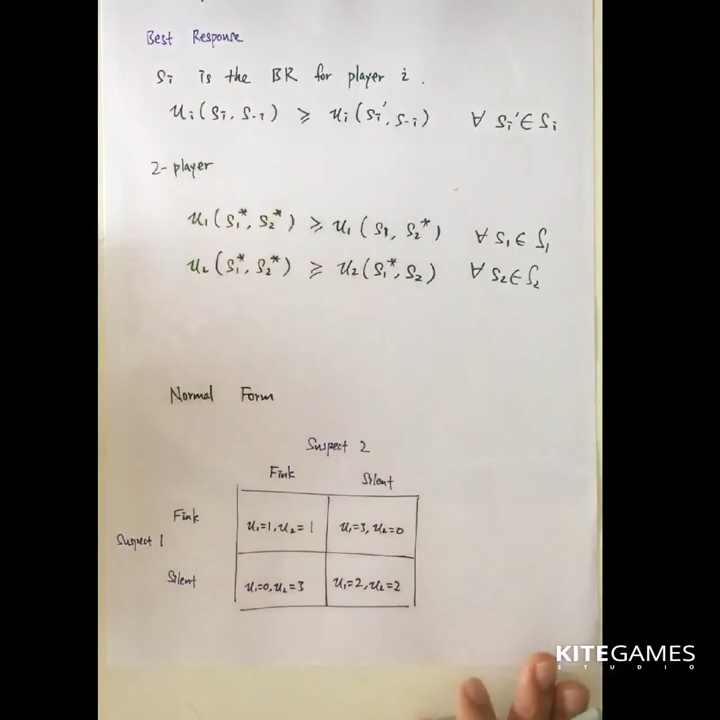 Best Response
Si is the BR for player i.
ui(si, s-i) ≥ ui(si', s-i) ∀ si' ∈ Si
2-player
u1(s1*, s2*) ≥ u1(s1, s2*) ∀ s1 ∈ S1
u2(s1*, s2*) ≥ u2(s1*, s2) ∀ s2 ∈ S2
Normal Form
Suspect 2
Fink Silent
Fink u1=1, u2=1 u1=3, u2=0
Suspect 1
Silent u1=0, u2=3 u1=2, u2=2
KITEGAMES
STUDIO